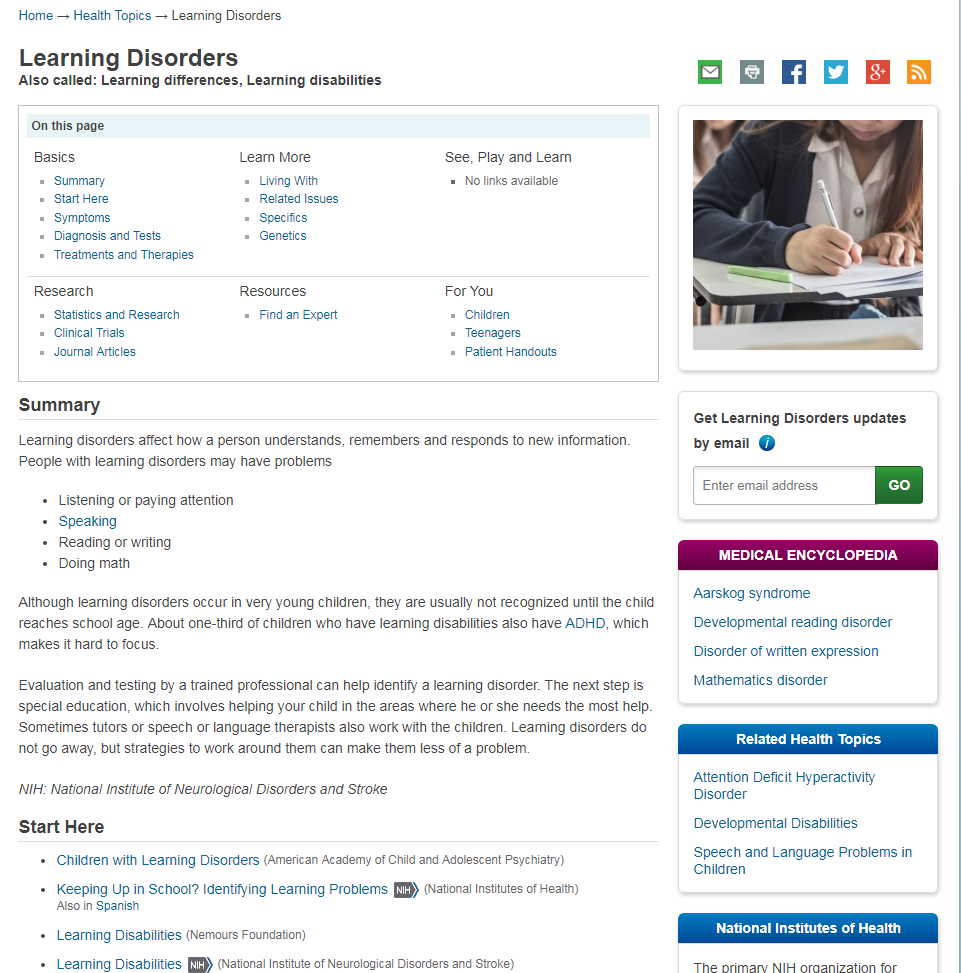 Home → Health Topics → Learning Disorders
Learning Disorders
Also called: Learning differences, Learning disabilities
On this page
Basics
Summary
Start Here
Symptoms
Diagnosis and Tests
Treatments and Therapies
Learn More
Living With
Related Issues
Specifics
Genetics
See, Play and Learn
No links available
Research
Statistics and Research
Clinical Trials
Journal Articles
Resources
Find an Expert
For You
Children
Teenagers
Patient Handouts
Summary
Learning disorders affect how a person understands, remembers and responds to new information.
People with learning disorders may have problems
Listening or paying attention
Speaking
Reading or writing
Doing math
Although learning disorders occur in very young children, they are usually not recognized until the child
reaches school age. About one-third of children who have learning disabilities also have ADHD, which
makes it hard to focus.
Evaluation and testing by a trained professional can help identify a learning disorder. The next step is
special education, which involves helping your child in the areas where he or she needs the most help.
Sometimes tutors or speech or language therapists also work with the children. Learning disorders do
not go away, but strategies to work around them can make them less of a problem.
NIH: National Institute of Neurological Disorders and Stroke
Start Here
Children with Learning Disorders (American Academy of Child and Adolescent Psychiatry)
Keeping Up in School? Identifying Learning Problems NIH (National Institutes of Health)
Also in Spanish
Learning Disabilities (Nemours Foundation)
Learning Disabilities NIH (National Institute of Neurological Disorders and Stroke)
f
g+
Get Learning Disorders updates
by email i
Enter email address GO
MEDICAL ENCYCLOPEDIA
Aarskog syndrome
Developmental reading disorder
Disorder of written expression
Mathematics disorder
Related Health Topics
Attention Deficit Hyperactivity
Disorder
Developmental Disabilities
Speech and Language Problems in
Children
National Institutes of Health
The primary NIH organization for